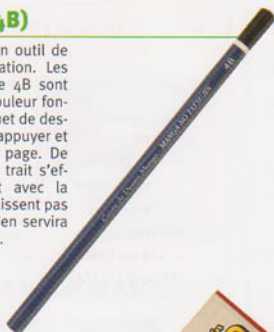 4B)
n outil de
ation. Les
e 4B sont
ouleur fon-
et de des-
appuyer et
page. De
trait s'ef-
avec la
issent pas
'en servira
4B